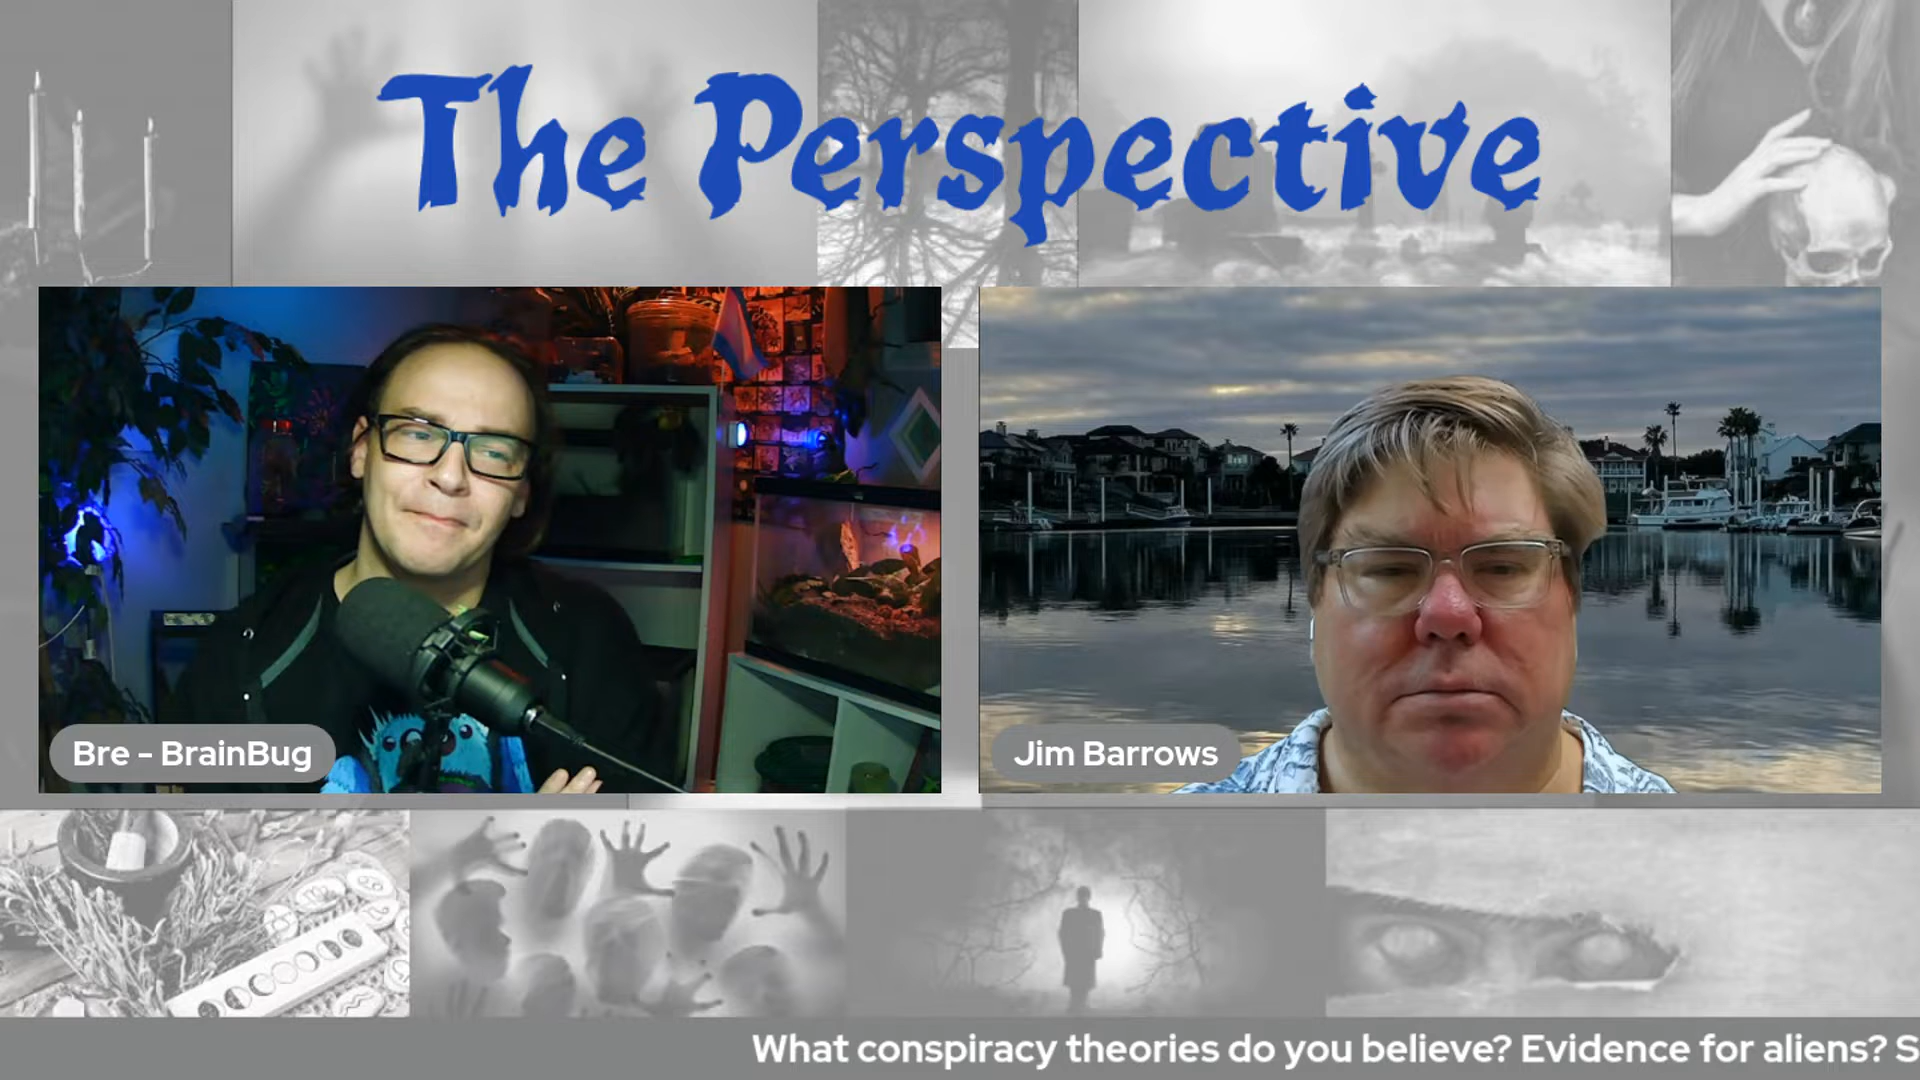 The Perspective
Bre - BrainBug
Jim Barrows
What conspiracy theories do you believe? Evidence for aliens? S